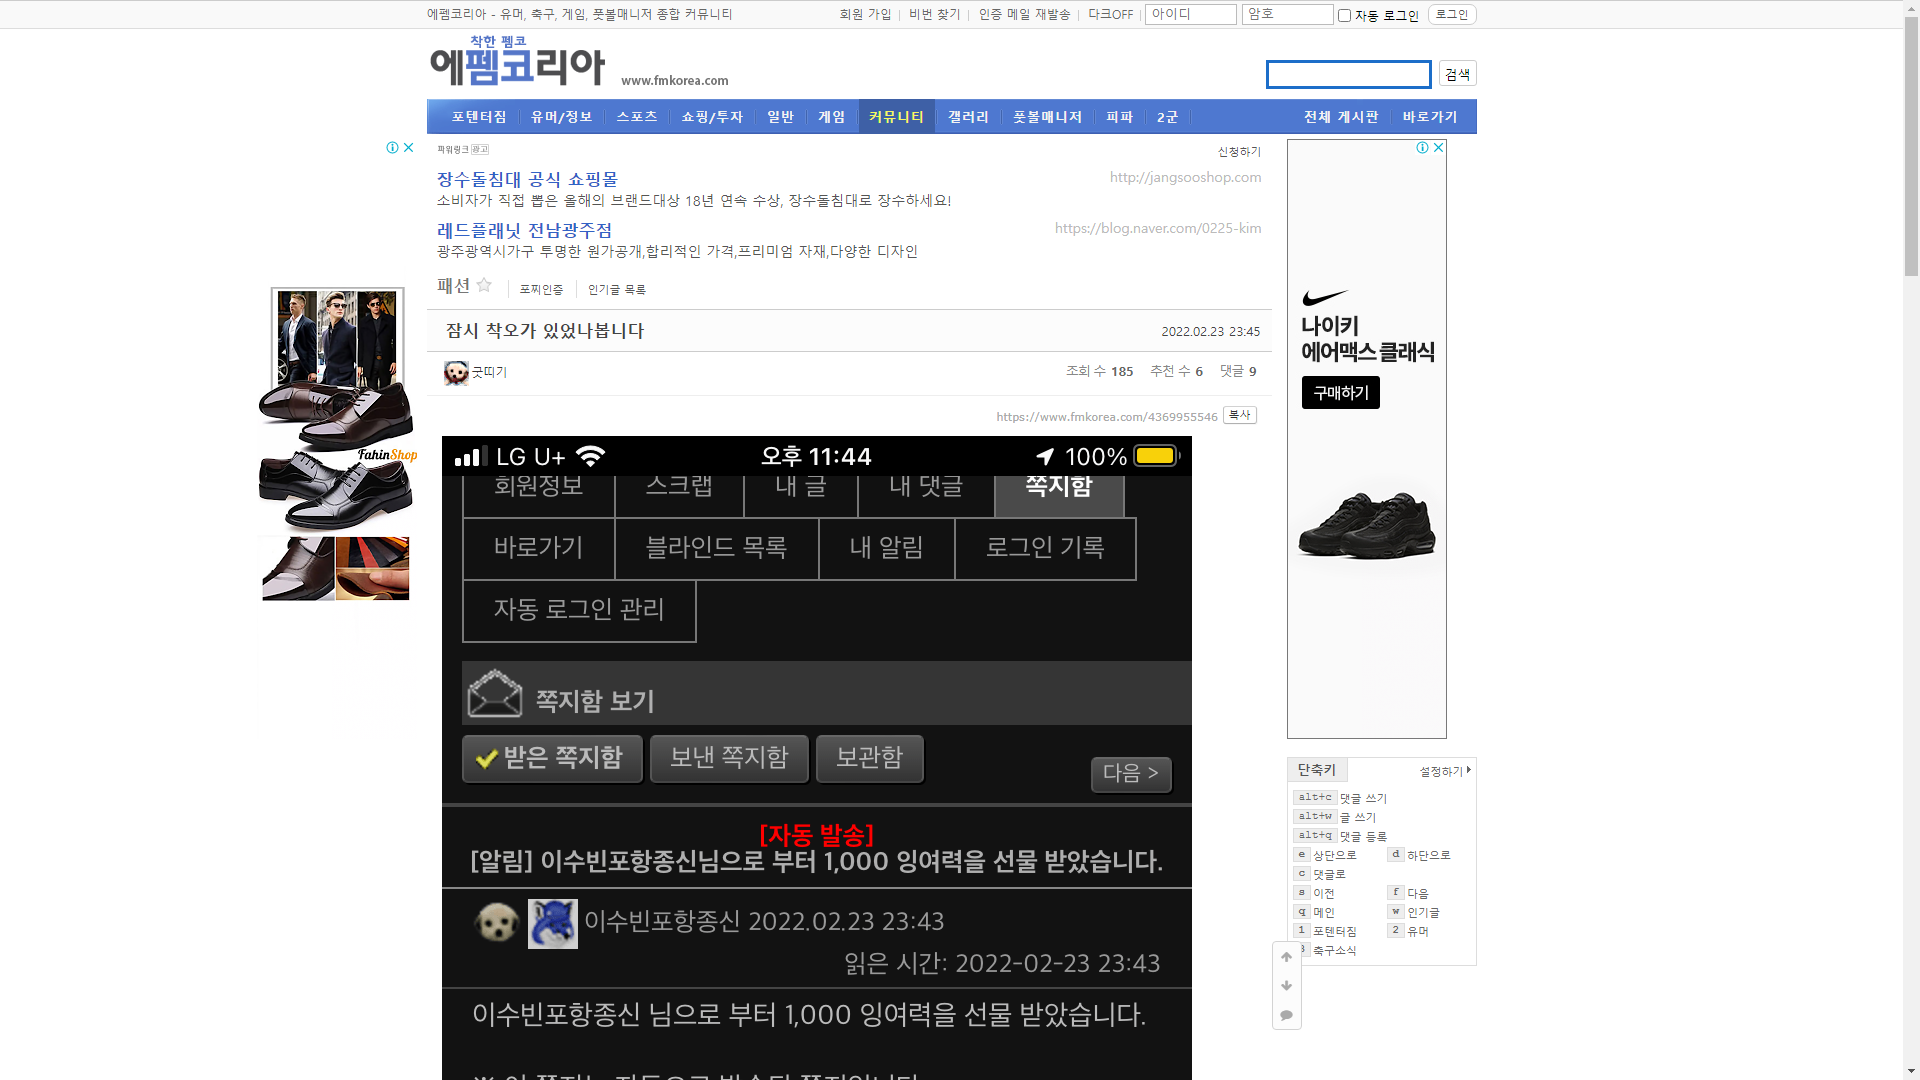 에펨코리아 - 유머, 축구, 게임, 풋볼매니저 종합 커뮤니티
회원 가입 비번 찾기 인증 메일 재발송 다크OFF 아이디 암호 자동 로그인 로그인
착한 펨코
에펨코리아 www.fmkorea.com
검색
포텐터짐 유머/정보 스포츠 쇼핑/투자 일반 게임 커뮤니티 갤러리 풋볼매니저 피파 2군 전체 게시판 바로가기
파워링크 광고 신청하기
장수돌침대 공식 쇼핑몰 http://jangsooshop.com
소비자가 직접 뽑은 올해의 브랜드대상 18년 연속 수상, 장수돌침대로 장수하세요!
레드플래닛 전남광주점 https://blog.naver.com/0225-kim
광주광역시가구 투명한 원가공개,합리적인 가격,프리미엄 자재,다양한 디자인
패션 포찌인증 인기글 목록
잠시 착오가 있었나봅니다 2022.02.23 23:45
굿띠기 조회 수 185 추천 수 6 댓글 9
https://www.fmkorea.com/4369955546 복사
LG U+ 오후 11:44 100%
회원정보 스크랩 내 글 내 댓글 쪽지함
바로가기 블라인드 목록 내 알림 로그인 기록
자동 로그인 관리
쪽지함 보기
받은 쪽지함 보낸 쪽지함 보관함 다음 >
[자동 발송]
[알림] 이수빈포항종신님으로 부터 1,000 잉여력을 선물 받았습니다.
이수빈포항종신 2022.02.23 23:43
읽은 시간: 2022-02-23 23:43
이수빈포항종신 님으로 부터 1,000 잉여력을 선물 받았습니다.
※ 이 쪽지는 자동으로 발송된 쪽지입니다
FahinShop
나이키
에어맥스 클래식
구매하기
단축키 설정하기
alt+c 댓글 쓰기
alt+w 글 쓰기
alt+q 댓글 등록
e 상단으로 d 하단으로
c 댓글로
s 이전 f 다음
q 메인 w 인기글
1 포텐터짐 2 유머
3 축구소식